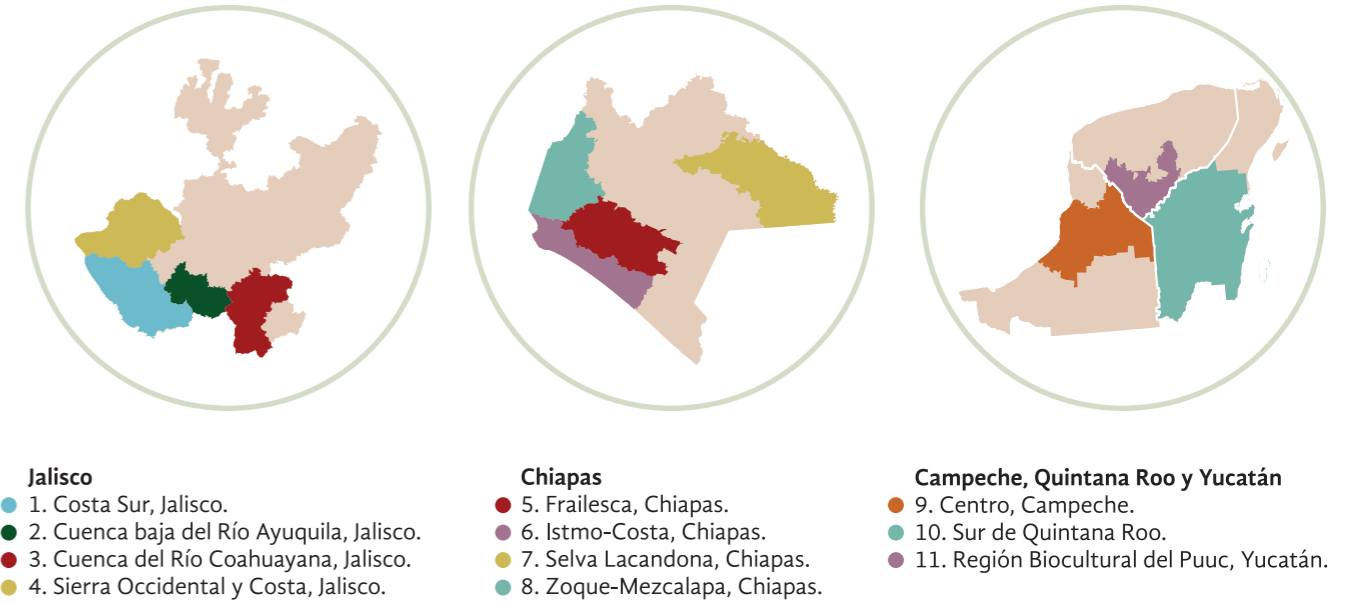 Jalisco
1. Costa Sur, Jalisco.
2. Cuenca baja del Río Ayuquila, Jalisco.
3. Cuenca del Río Coahuayana, Jalisco.
4. Sierra Occidental y Costa, Jalisco.
Chiapas
5. Frailesca, Chiapas.
6. Istmo-Costa, Chiapas.
7. Selva Lacandona, Chiapas.
8. Zoque-Mezcalapa, Chiapas.
Campeche, Quintana Roo y Yucatán
9. Centro, Campeche.
10. Sur de Quintana Roo.
11. Región Biocultural del Puuc, Yucatán.